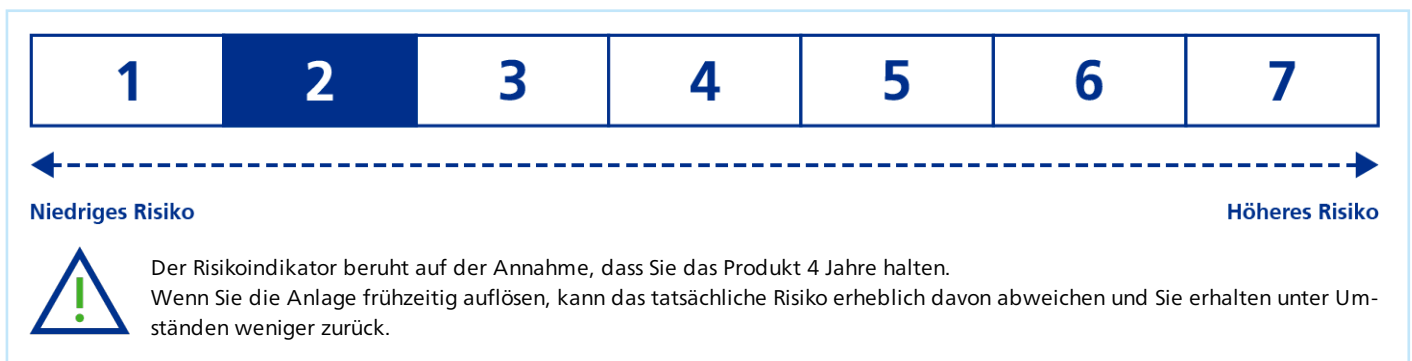 1 2 3 4 5 6 7
Niedriges Risiko Höheres Risiko
Der Risikoindikator beruht auf der Annahme, dass Sie das Produkt 4 Jahre halten.
Wenn Sie die Anlage frühzeitig auflösen, kann das tatsächliche Risiko erheblich davon abweichen und Sie erhalten unter Um-
ständen weniger zurück.